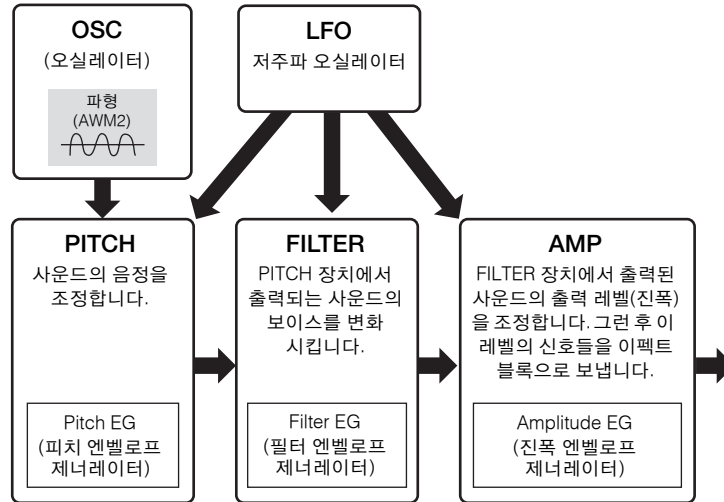 OSC
(오실레이터)
파형
(AWM2)
LFO
저주파 오실레이터
PITCH
사운드의 음정을
조정합니다.
Pitch EG
(피치 엔벨로프
제너레이터)
FILTER
PITCH 장치에서
출력되는 사운드의
보이스를 변화
시킵니다.
Filter EG
(필터 엔벨로프
제너레이터)
AMP
FILTER 장치에서 출력된
사운드의 출력 레벨(진폭)
을 조정합니다. 그런 후 이
레벨의 신호들을 이펙트
블록으로 보냅니다.
Amplitude EG
(진폭 엔벨로프
제너레이터)